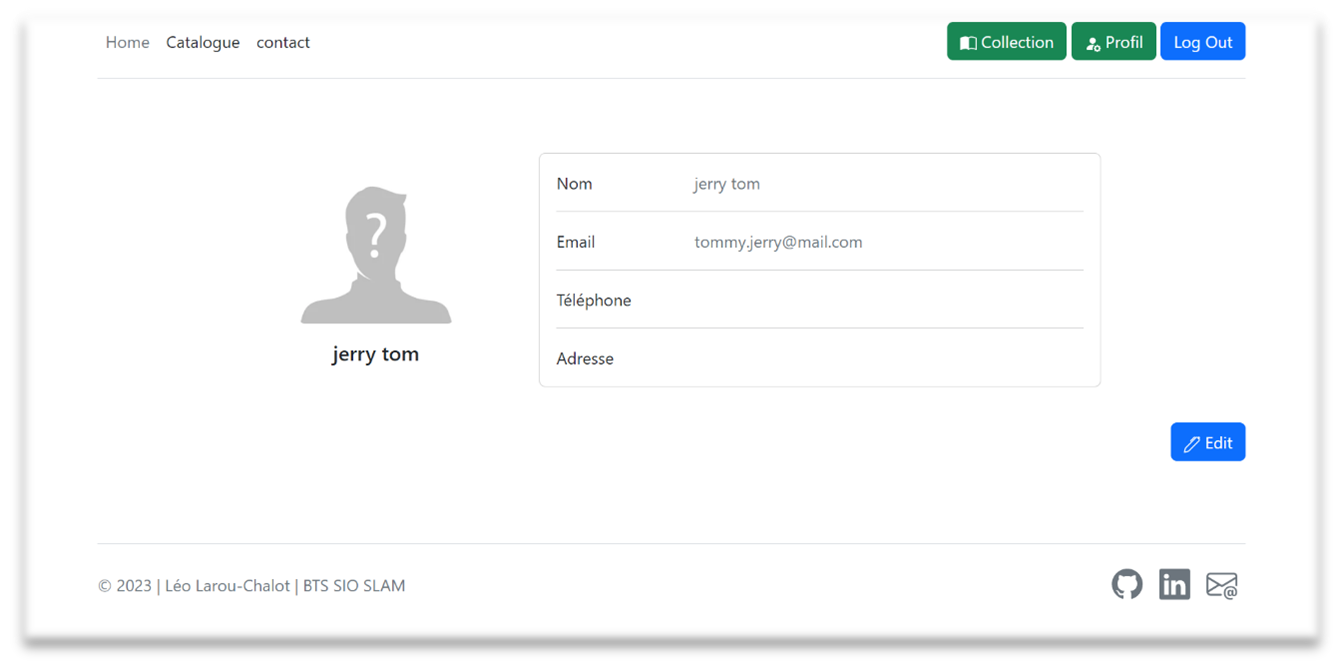 Home Catalogue contact Collection Profil Log Out
?
jerry tom
Nom jerry tom
Email tommy.jerry@mail.com
Téléphone
Adresse
Edit
© 2023 | Léo Larou-Chalot | BTS SIO SLAM
in @